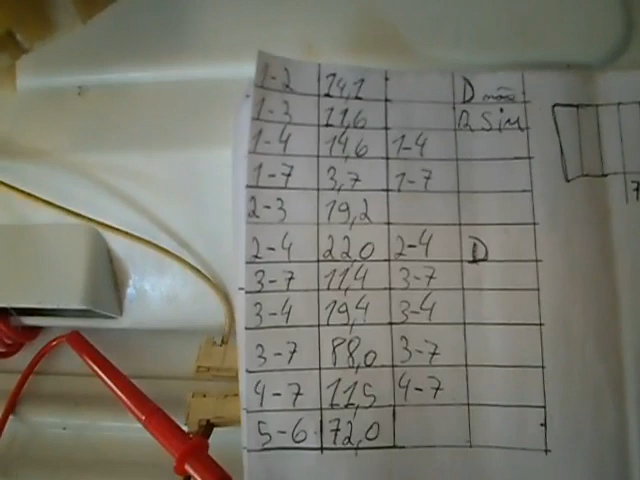 1-2 14,1 D não
1-3 11,6 Q SiM
1-4 14,6 1-4
1-7 3,7 1-7
2-3 19,2
2-4 22,0 2-4 D
3-7 11,4 3-7
3-4 19,4 3-4
3-7 88,0 3-7
4-7 11,5 4-7
5-6 72,0
7